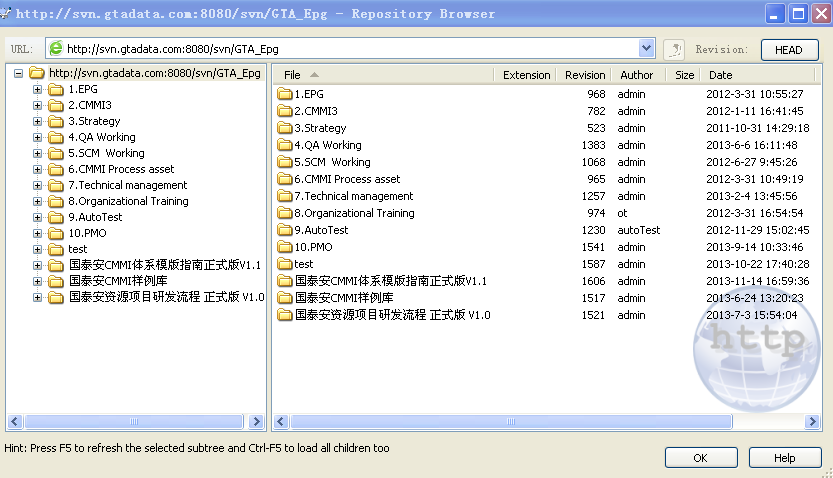 http://svn.gtadata.com:8080/svn/GTA_Epg - Repository Browser
URL: http://svn.gtadata.com:8080/svn/GTA_Epg Revision: HEAD
http://svn.gtadata.com:8080/svn/GTA_Epg
1.EPG
2.CMMI3
3.Strategy
4.QA Working
5.SCM  Working
6.CMMI Process asset
7.Technical management
8.Organizational Training
9.AutoTest
10.PMO
test
国泰安CMMI体系模版指南正式版V1.1
国泰安CMMI样例库
国泰安资源项目研发流程 正式版 V1.0
File Extension Revision Author Size Date
1.EPG 968 admin 2012-3-31 10:55:27
2.CMMI3 782 admin 2012-1-11 16:41:45
3.Strategy 523 admin 2011-10-31 14:29:18
4.QA Working 1383 admin 2013-6-6 16:11:48
5.SCM  Working 1068 admin 2012-6-27 9:45:26
6.CMMI Process asset 965 admin 2012-3-31 10:49:19
7.Technical management 1257 admin 2013-2-4 13:45:56
8.Organizational Training 974 ot 2012-3-31 16:54:54
9.AutoTest 1230 autoTest 2012-11-29 15:02:45
10.PMO 1541 admin 2013-9-14 10:33:46
test 1587 admin 2013-10-22 17:40:28
国泰安CMMI体系模版指南正式版V1.1 1606 admin 2013-11-14 16:59:36
国泰安CMMI样例库 1517 admin 2013-6-24 13:20:23
国泰安资源项目研发流程 正式版 V1.0 1521 admin 2013-7-3 15:54:04
http
Hint: Press F5 to refresh the selected subtree and Ctrl-F5 to load all children too
OK Help